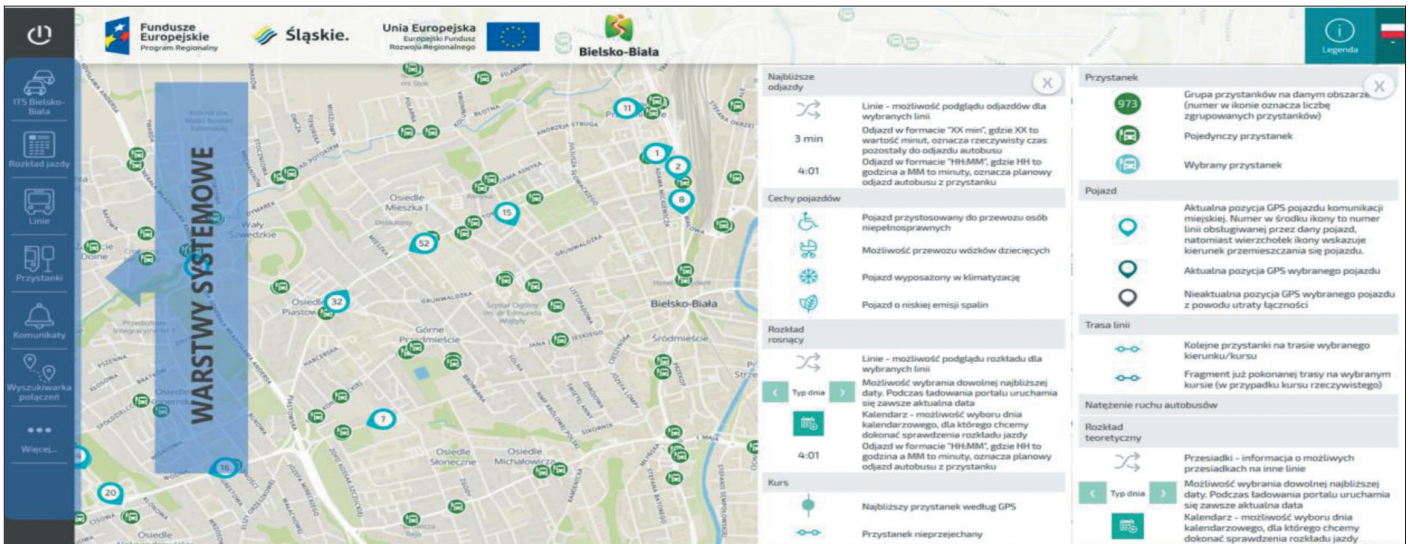 Fundusze
Europejskie
Program Regionalny
Śląskie.
Unia Europejska
Europejski Fundusz
Rozwoju Regionalnego
Bielsko-Biała
Legenda
ITS Bielsko-
Biała
Rozkład jazdy
Linie
Przystanki
Komunikaty
Wyszukiwarka
połączeń
Więcej...
WARSTWY SYSTEMOWE
11
1
2
8
15
52
32
7
16
20
Osiedle
Mieszka I
Wały
Szwedzkie
GRUNWALDZKA
Bielsko-Biała
Górne
Przedmieście
Śródmieście
Osiedle
Słoneczne
Osiedle
Michałowicza
Najbliższe
odjazdy
X
Linie - możliwość podglądu odjazdów dla
wybranych linii
3 min
Odjazd w formacie "XX min", gdzie XX to
wartość minut, oznacza rzeczywisty czas
pozostały do odjazdu autobusu
4:01
Odjazd w formacie "HH:MM", gdzie HH to
godzina a MM to minuty, oznacza planowy
odjazd autobusu z przystanku
Cechy pojazdów
Pojazd przystosowany do przewozu osób
niepełnosprawnych
Możliwość przewozu wózków dziecięcych
Pojazd wyposażony w klimatyzację
Pojazd o niskiej emisji spalin
Rozkład
rosnący
Linie - możliwość podglądu rozkładu dla
wybranych linii
< Typ dnia >
Możliwość wybrania dowolnej najbliższej
daty. Podczas ładowania portalu uruchamia
się zawsze aktualna data
Kalendarz - możliwość wyboru dnia
kalendarzowego, dla którego chcemy
dokonać sprawdzenia rozkładu jazdy
4:01
Odjazd w formacie "HH:MM", gdzie HH to
godzina a MM to minuty, oznacza planowy
odjazd autobusu z przystanku
Kurs
Najbliższy przystanek według GPS
Przystanek nieprzejechany
Przystanek
X
973
Grupa przystanków na danym obszarze
(numer w ikonie oznacza liczbę
zgrupowanych przystanków)
Pojedynczy przystanek
Wybrany przystanek
Pojazd
Aktualna pozycja GPS pojazdu komunikacji
miejskiej. Numer w środku ikony to numer
linii obsługiwanej przez dany pojazd,
natomiast wierzchołek ikony wskazuje
kierunek przemieszczania się pojazdu.
Aktualna pozycja GPS wybranego pojazdu
Nieaktualna pozycja GPS wybranego pojazdu
z powodu utraty łączności
Trasa linii
Kolejne przystanki na trasie wybranego
kierunku/kursu
Fragment już pokonanej trasy na wybranym
kursie (w przypadku kursu rzeczywistego)
Natężenie ruchu autobusów
Rozkład
teoretyczny
Przesiadki - informacja o możliwych
przesiadkach na inne linie
< Typ dnia >
Możliwość wybrania dowolnej najbliższej
daty. Podczas ładowania portalu uruchamia
się zawsze aktualna data
Kalendarz - możliwość wyboru dnia
kalendarzowego, dla którego chcemy
dokonać sprawdzenia rozkładu jazdy